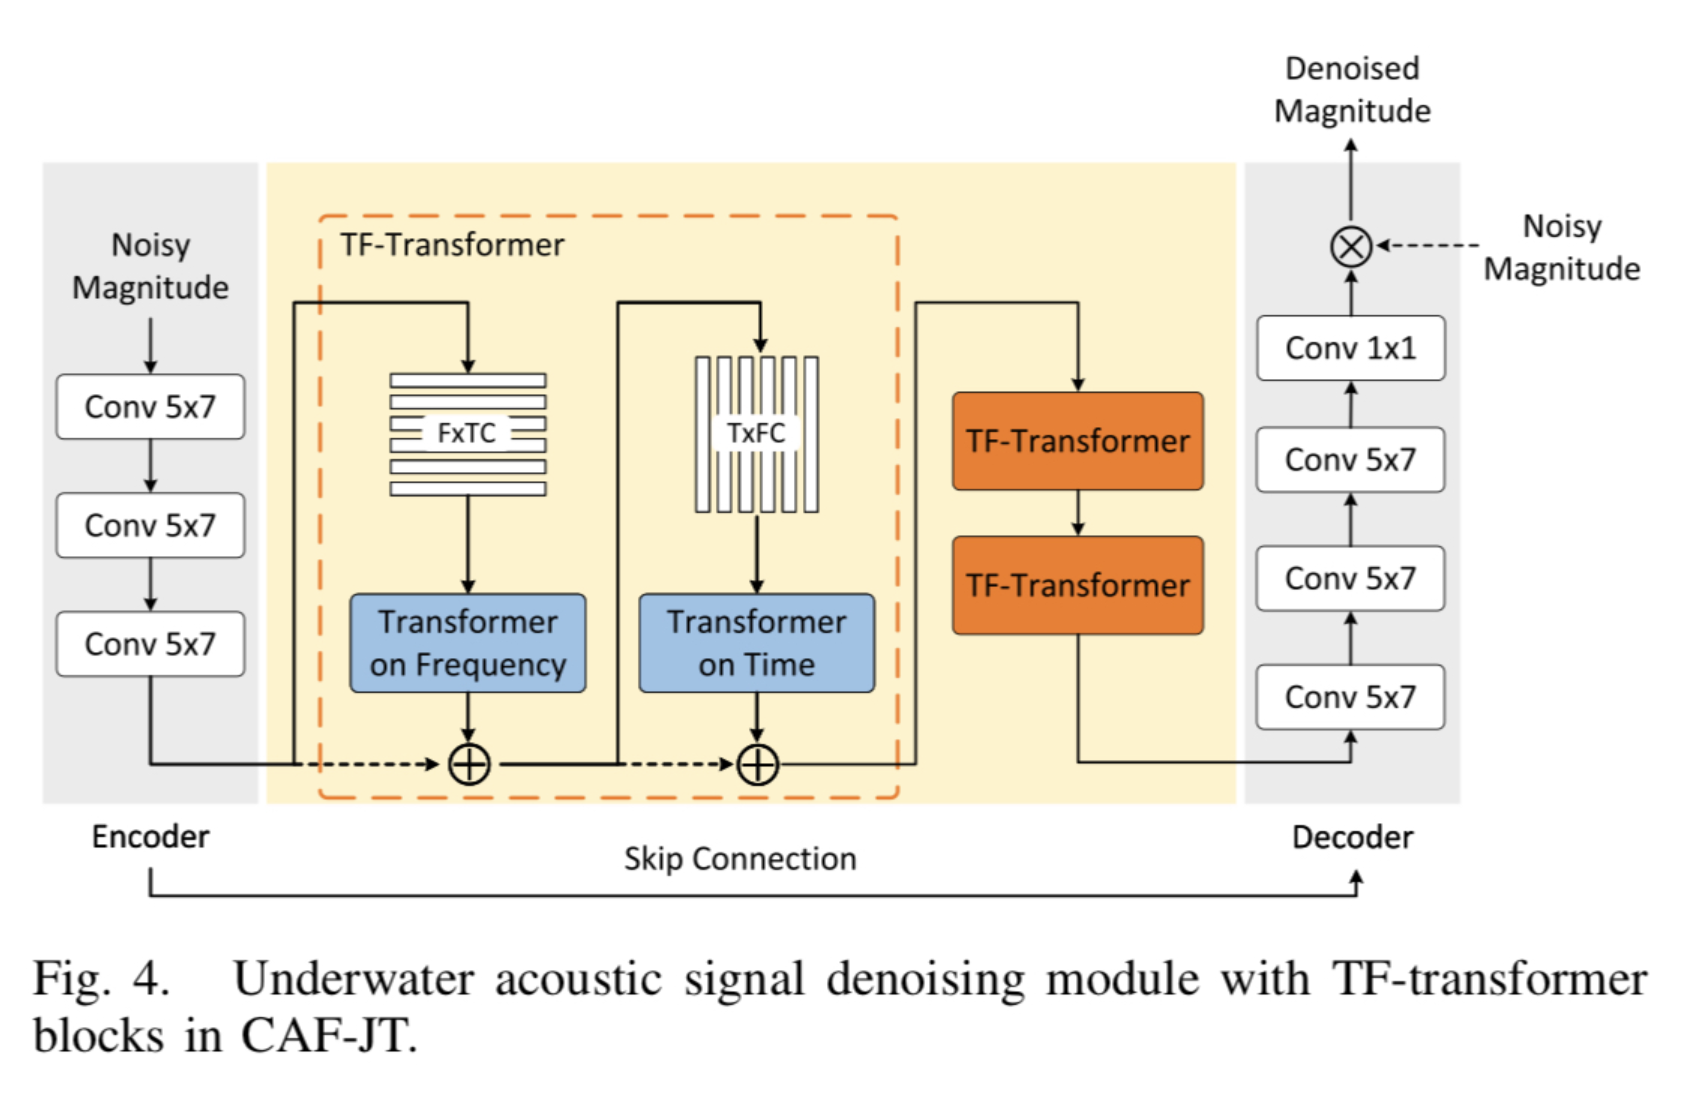 Denoised
Magnitude
Noisy
Magnitude
Noisy
Magnitude
TF-Transformer
Conv 5x7
Conv 5x7
Conv 5x7
FxTC
Transformer
on Frequency
TxFC
Transformer
on Time
TF-Transformer
TF-Transformer
Conv 1x1
Conv 5x7
Conv 5x7
Conv 5x7
Encoder
Skip Connection
Decoder
Fig. 4. Underwater acoustic signal denoising module with TF-transformer
blocks in CAF-JT.